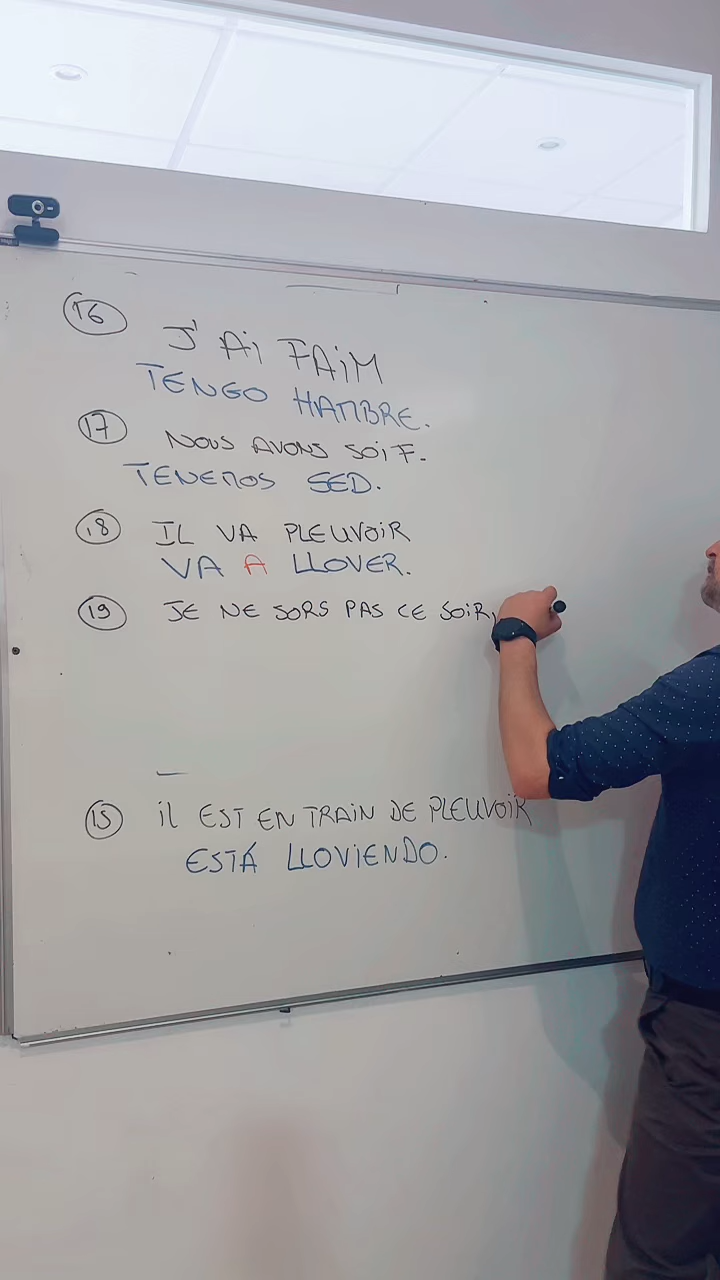 16
J'Ai FAiM
TENGO HAMBRE.
17
NOUS AVONS SOiF.
TENEMOS SED.
18
IL VA PLEUVOiR
VA A LLOVER.
19
JE NE SORS PAS CE SOiR,
15
iL EST EN TRAiN DE PLEUVOiR
ESTÁ LLOViENDO.